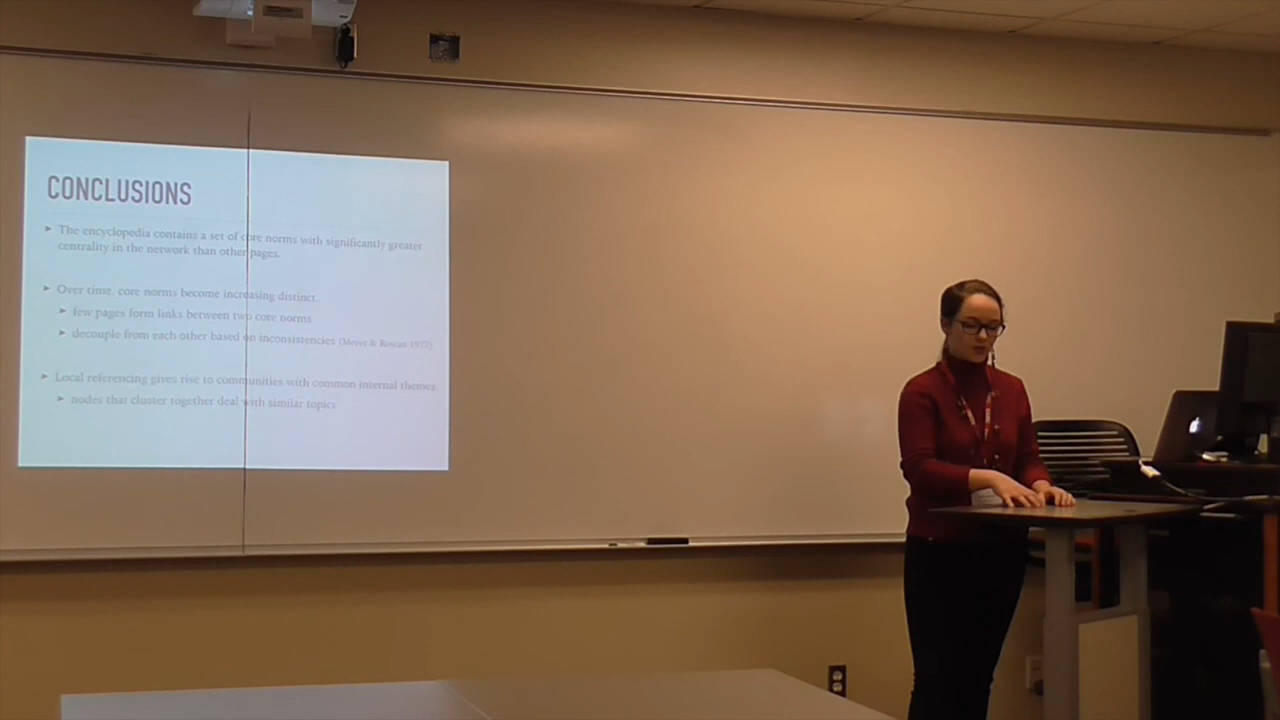 CONCLUSIONS
➤ The encyclopedia contains a set of core norms with significantly greater
centrality in the network than other pages.
➤ Over time, core norms become increasing distinct.
➤ few pages form links between two core norms
➤ decouple from each other based on inconsistencies (Meyer & Rowan 1977)
➤ Local referencing gives rise to communities with common internal themes.
➤ nodes that cluster together deal with similar topics